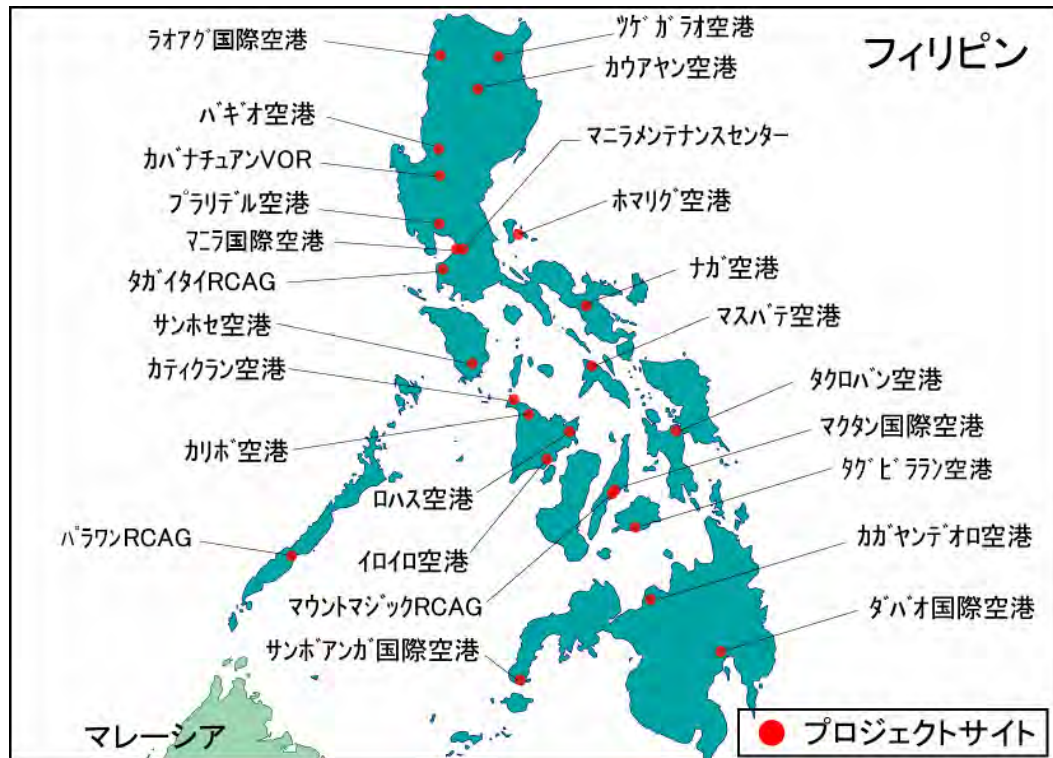 フィリピン
ラオアグ国際空港
ツゲガラオ空港
カウアヤン空港
バギオ空港
マニラメンテナンスセンター
カバナチュアンVOR
プラリデル空港
ホマリグ空港
マニラ国際空港
ナガ空港
タガイタイRCAG
マスバテ空港
サンホセ空港
カティクラン空港
タクロバン空港
マクタン国際空港
カリボ空港
タグビララン空港
ロハス空港
パラワンRCAG
イロイロ空港
カガヤンデオロ空港
マウントマジックRCAG
ダバオ国際空港
サンボアンガ国際空港
マレーシア
プロジェクトサイト